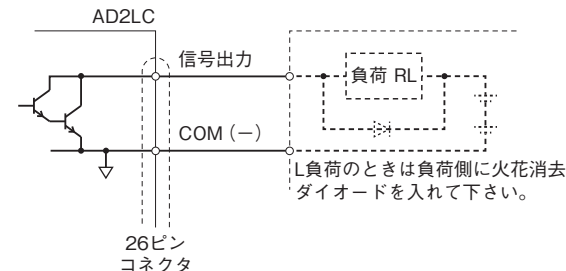 AD2LC
信号出力
負荷 RL
COM（−）
L負荷のときは負荷側に火花消去
ダイオードを入れて下さい。
26ピン
コネクタ